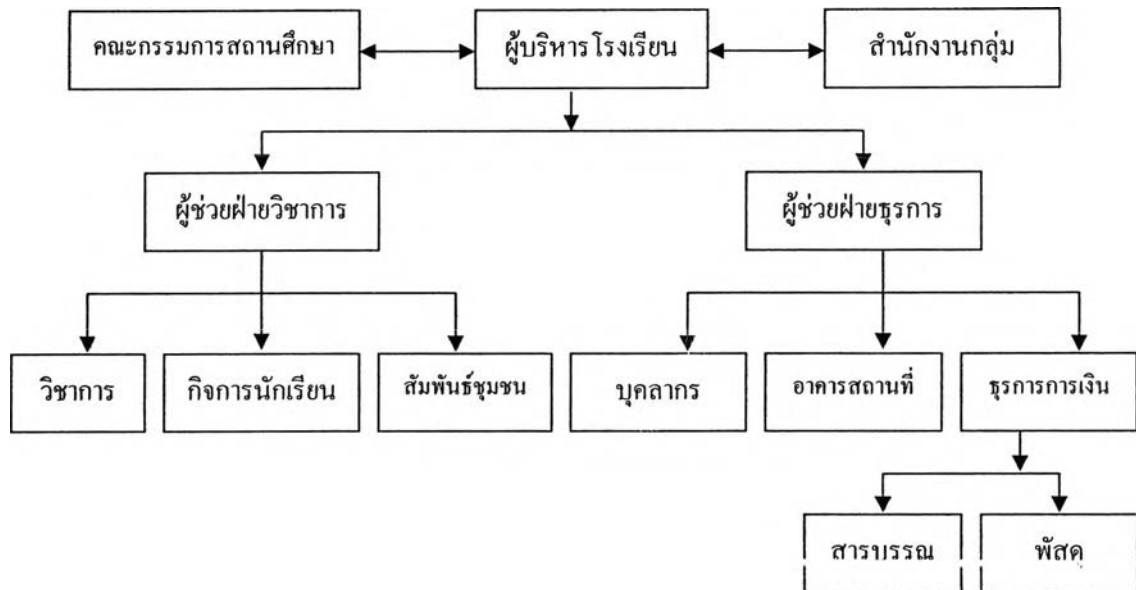 คณะกรรมการสถานศึกษา
ผู้บริหารโรงเรียน
สำนักงานกลุ่ม
ผู้ช่วยฝ่ายวิชาการ
ผู้ช่วยฝ่ายธุรการ
วิชาการ
กิจการนักเรียน
สัมพันธ์ชุมชน
บุคลากร
อาคารสถานที่
ธุรการการเงิน
สารบรรณ
พัสดุ